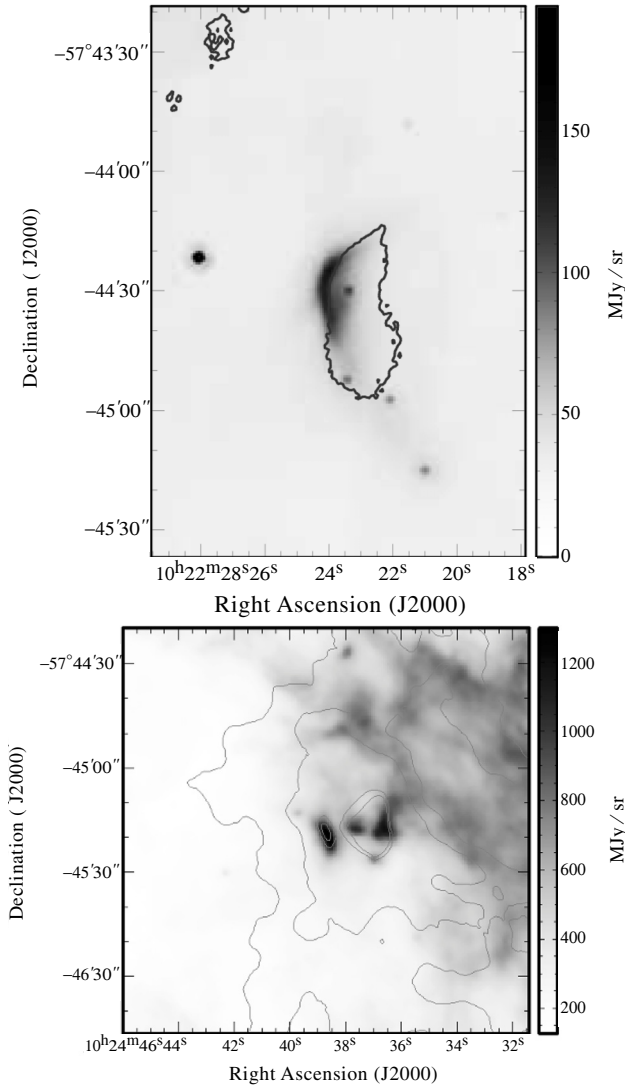 −57°43′30″
−44′00″
−44′30″
−45′00″
−45′30″
Declination ( J2000)
10ʰ22ᵐ28ˢ26ˢ 24ˢ 22ˢ 20ˢ 18ˢ
Right Ascension (J2000)
150
100
50
0
MJy / sr
−57°44′30″
−45′00″
−45′30″
−46′30″
Declination ( J2000)
10ʰ24ᵐ46ˢ44ˢ 42ˢ 40ˢ 38ˢ 36ˢ 34ˢ 32ˢ
Right Ascension (J2000)
1200
1000
800
600
400
200
MJy / sr